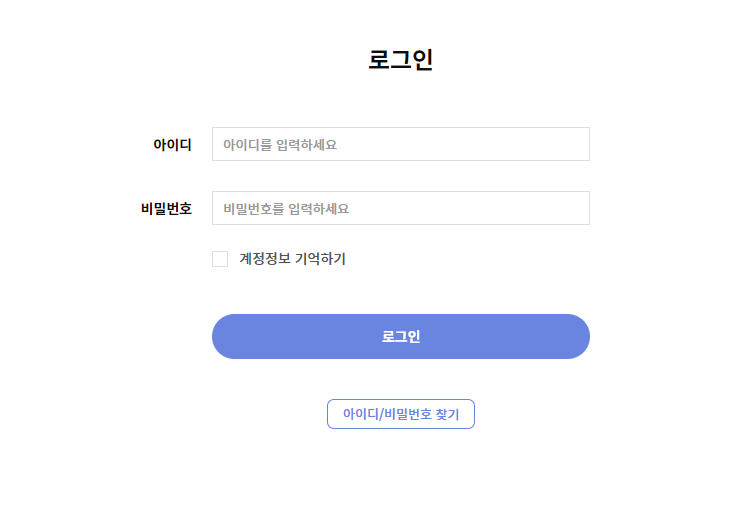 로그인
아이디 아이디를 입력하세요
비밀번호 비밀번호를 입력하세요
계정정보 기억하기
로그인
아이디/비밀번호 찾기